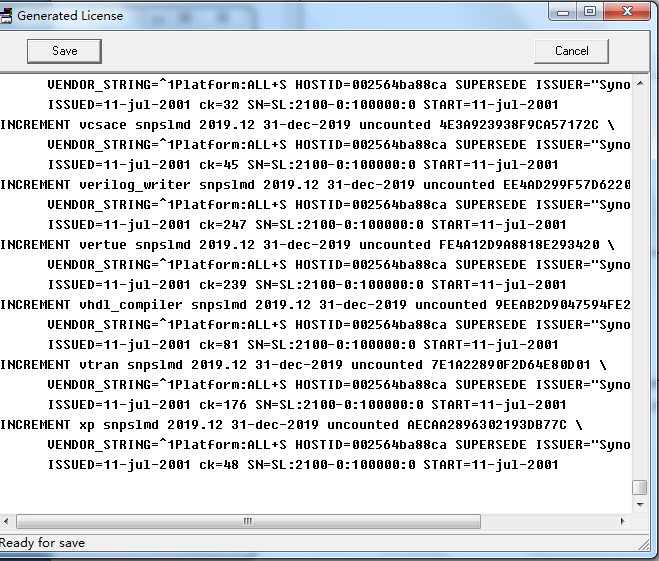 Generated License
Save
Cancel
VENDOR_STRING=^1Platform:ALL+S HOSTID=002564ba88ca SUPERSEDE ISSUER="Syno
ISSUED=11-jul-2001 ck=32 SN=SL:2100-0:100000:0 START=11-jul-2001
INCREMENT vcsace snpslmd 2019.12 31-dec-2019 uncounted 4E3A923938F9CA57172C \
VENDOR_STRING=^1Platform:ALL+S HOSTID=002564ba88ca SUPERSEDE ISSUER="Syno
ISSUED=11-jul-2001 ck=45 SN=SL:2100-0:100000:0 START=11-jul-2001
INCREMENT verilog_writer snpslmd 2019.12 31-dec-2019 uncounted EE4AD299F57D6220
VENDOR_STRING=^1Platform:ALL+S HOSTID=002564ba88ca SUPERSEDE ISSUER="Syno
ISSUED=11-jul-2001 ck=247 SN=SL:2100-0:100000:0 START=11-jul-2001
INCREMENT vertue snpslmd 2019.12 31-dec-2019 uncounted FE4A12D9A8818E293420 \
VENDOR_STRING=^1Platform:ALL+S HOSTID=002564ba88ca SUPERSEDE ISSUER="Syno
ISSUED=11-jul-2001 ck=239 SN=SL:2100-0:100000:0 START=11-jul-2001
INCREMENT vhdl_compiler snpslmd 2019.12 31-dec-2019 uncounted 9EEAB2D9047594FE2
VENDOR_STRING=^1Platform:ALL+S HOSTID=002564ba88ca SUPERSEDE ISSUER="Syno
ISSUED=11-jul-2001 ck=81 SN=SL:2100-0:100000:0 START=11-jul-2001
INCREMENT vtran snpslmd 2019.12 31-dec-2019 uncounted 7E1A22890F2D64E80D01 \
VENDOR_STRING=^1Platform:ALL+S HOSTID=002564ba88ca SUPERSEDE ISSUER="Syno
ISSUED=11-jul-2001 ck=176 SN=SL:2100-0:100000:0 START=11-jul-2001
INCREMENT xp snpslmd 2019.12 31-dec-2019 uncounted AECAA2896302193DB77C \
VENDOR_STRING=^1Platform:ALL+S HOSTID=002564ba88ca SUPERSEDE ISSUER="Syno
ISSUED=11-jul-2001 ck=48 SN=SL:2100-0:100000:0 START=11-jul-2001
Ready for save